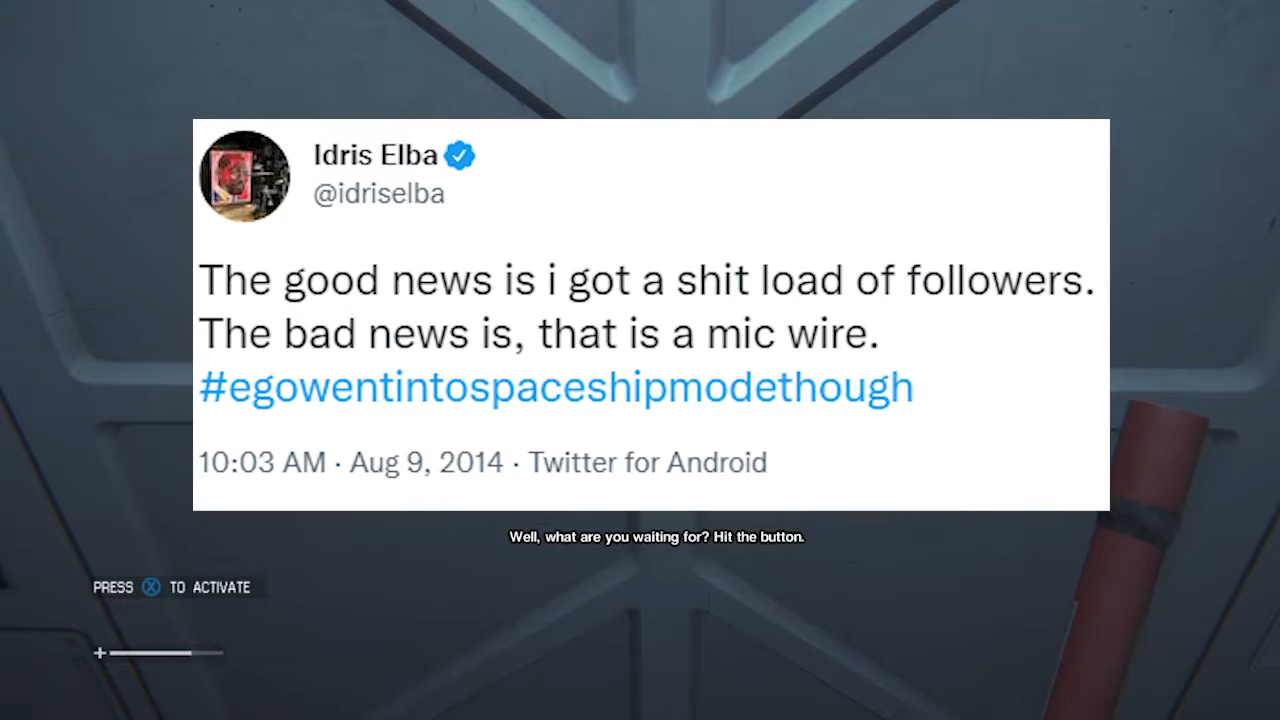 Idris Elba
@idriselba
The good news is i got a shit load of followers.
The bad news is, that is a mic wire.
#egowentintospaceshipmodethough
10:03 AM · Aug 9, 2014 · Twitter for Android
Well, what are you waiting for? Hit the button.
PRESS X TO ACTIVATE